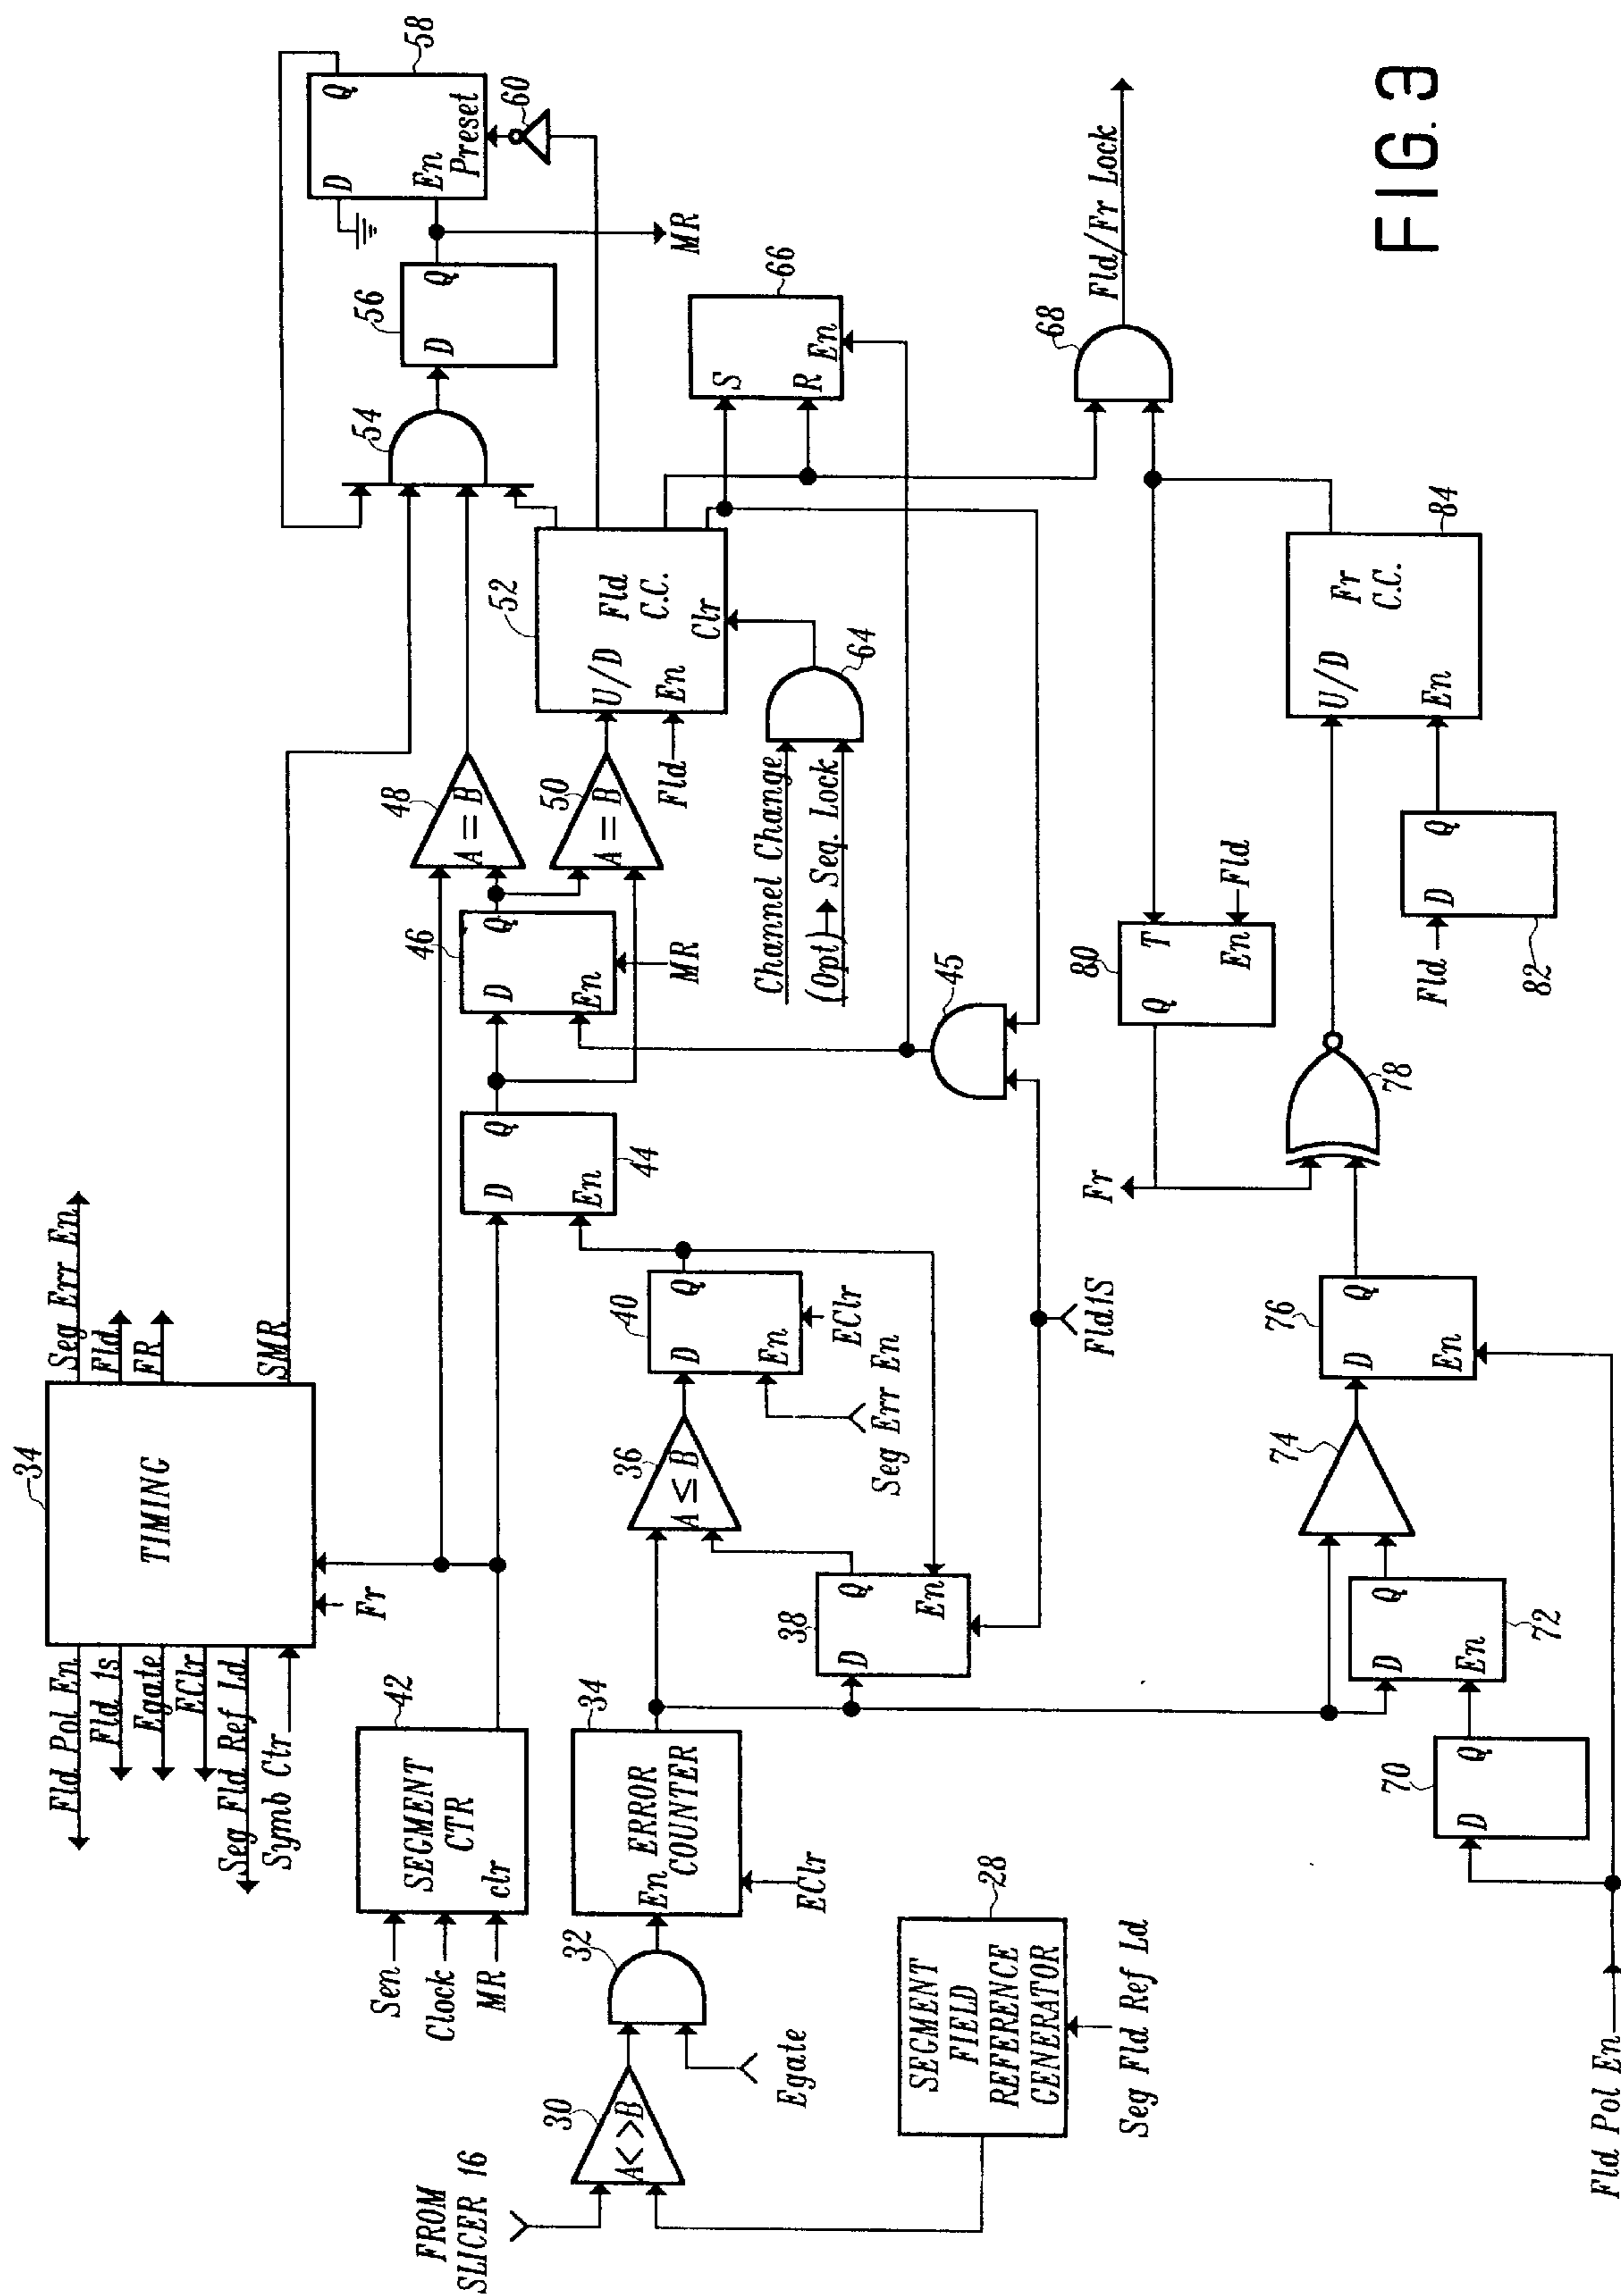 34
TIMING
Fld Pol En
Fld 1s
Egate
EClr
Seg Fld Ref Ld
Symb Ctr
Fr
Seg Err En
Fld
FR
SMR
42
SEGMENT
CTR
clr
Sen
Clock
MR
34
ERROR
COUNTER
En
EClr
32
30
A<>B
Egate
FROM
SLICER 16
28
SEGMENT
FIELD
REFERENCE
GENERATOR
Seg Fld Ref Ld
36
A ≤ B
38
D
Q
En
40
D
Q
En
EClr
Seg Err En
Fld1S
44
D
Q
En
45
46
D
Q
En
MR
48
A = B
50
A = B
52
Fld
C.C.
U/D
En
Clr
Fld
54
56
D
Q
MR
58
D
Q
En
Preset
60
64
Channel Change
(Opt)
Seq. Lock
66
S
R
En
68
Fld/Fr Lock
70
D
Q
72
D
Q
En
74
76
D
Q
En
Fld Pol En
78
Fr
80
Q
T
En
Fld
82
D
Q
Fld
84
Fr
C.C.
U/D
En
FIG. 3